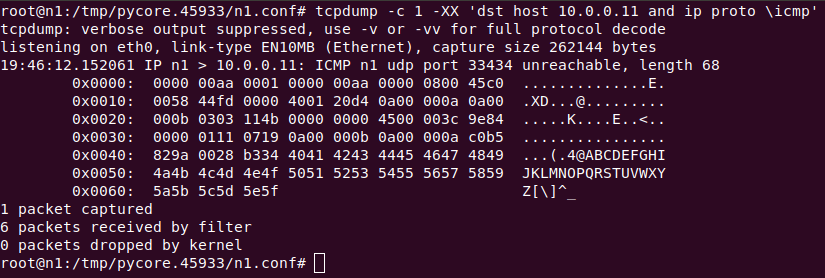 root@n1:/tmp/pycore.45933/n1.conf# tcpdump -c 1 -XX 'dst host 10.0.0.11 and ip proto \icmp'
tcpdump: verbose output suppressed, use -v or -vv for full protocol decode
listening on eth0, link-type EN10MB (Ethernet), capture size 262144 bytes
19:46:12.152061 IP n1 > 10.0.0.11: ICMP n1 udp port 33434 unreachable, length 68
0x0000:  0000 00aa 0001 0000 00aa 0000 0800 45c0  ..............E.
0x0010:  0058 44fd 0000 4001 20d4 0a00 000a 0a00  .XD...@.........
0x0020:  000b 0303 114b 0000 0000 4500 003c 9e84  .....K....E..<..
0x0030:  0000 0111 0719 0a00 000b 0a00 000a c0b5  ................
0x0040:  829a 0028 b334 4041 4243 4445 4647 4849  ...(.4@ABCDEFGHI
0x0050:  4a4b 4c4d 4e4f 5051 5253 5455 5657 5859  JKLMNOPQRSTUVWXY
0x0060:  5a5b 5c5d 5e5f  Z[\]^_
1 packet captured
6 packets received by filter
0 packets dropped by kernel
root@n1:/tmp/pycore.45933/n1.conf#